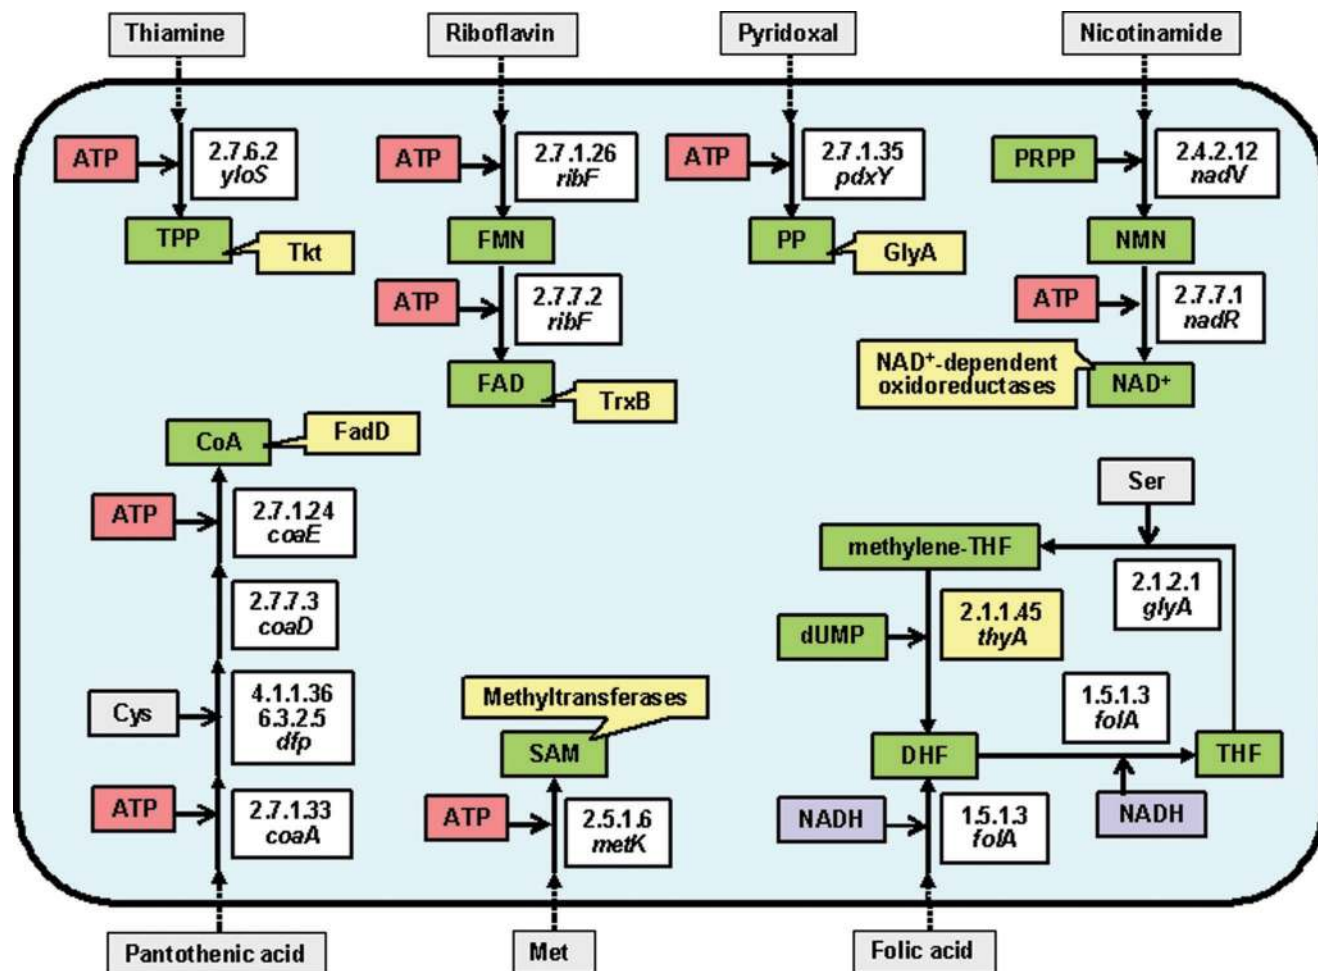 Thiamine
Riboflavin
Pyridoxal
Nicotinamide
ATP
2.7.6.2
yloS
ATP
2.7.1.26
ribF
ATP
2.7.1.35
pdxY
PRPP
2.4.2.12
nadV
TPP
Tkt
FMN
PP
GlyA
NMN
ATP
2.7.7.2
ribF
ATP
2.7.7.1
nadR
FAD
TrxB
NAD⁺-dependent
oxidoreductases
NAD⁺
CoA
FadD
ATP
2.7.1.24
coaE
Ser
methylene-THF
2.1.2.1
glyA
2.7.7.3
coaD
dUMP
2.1.1.45
thyA
Cys
4.1.1.36
6.3.2.5
dfp
Methyltransferases
SAM
1.5.1.3
folA
DHF
THF
ATP
2.7.1.33
coaA
ATP
2.5.1.6
metK
NADH
1.5.1.3
folA
NADH
Pantothenic acid
Met
Folic acid